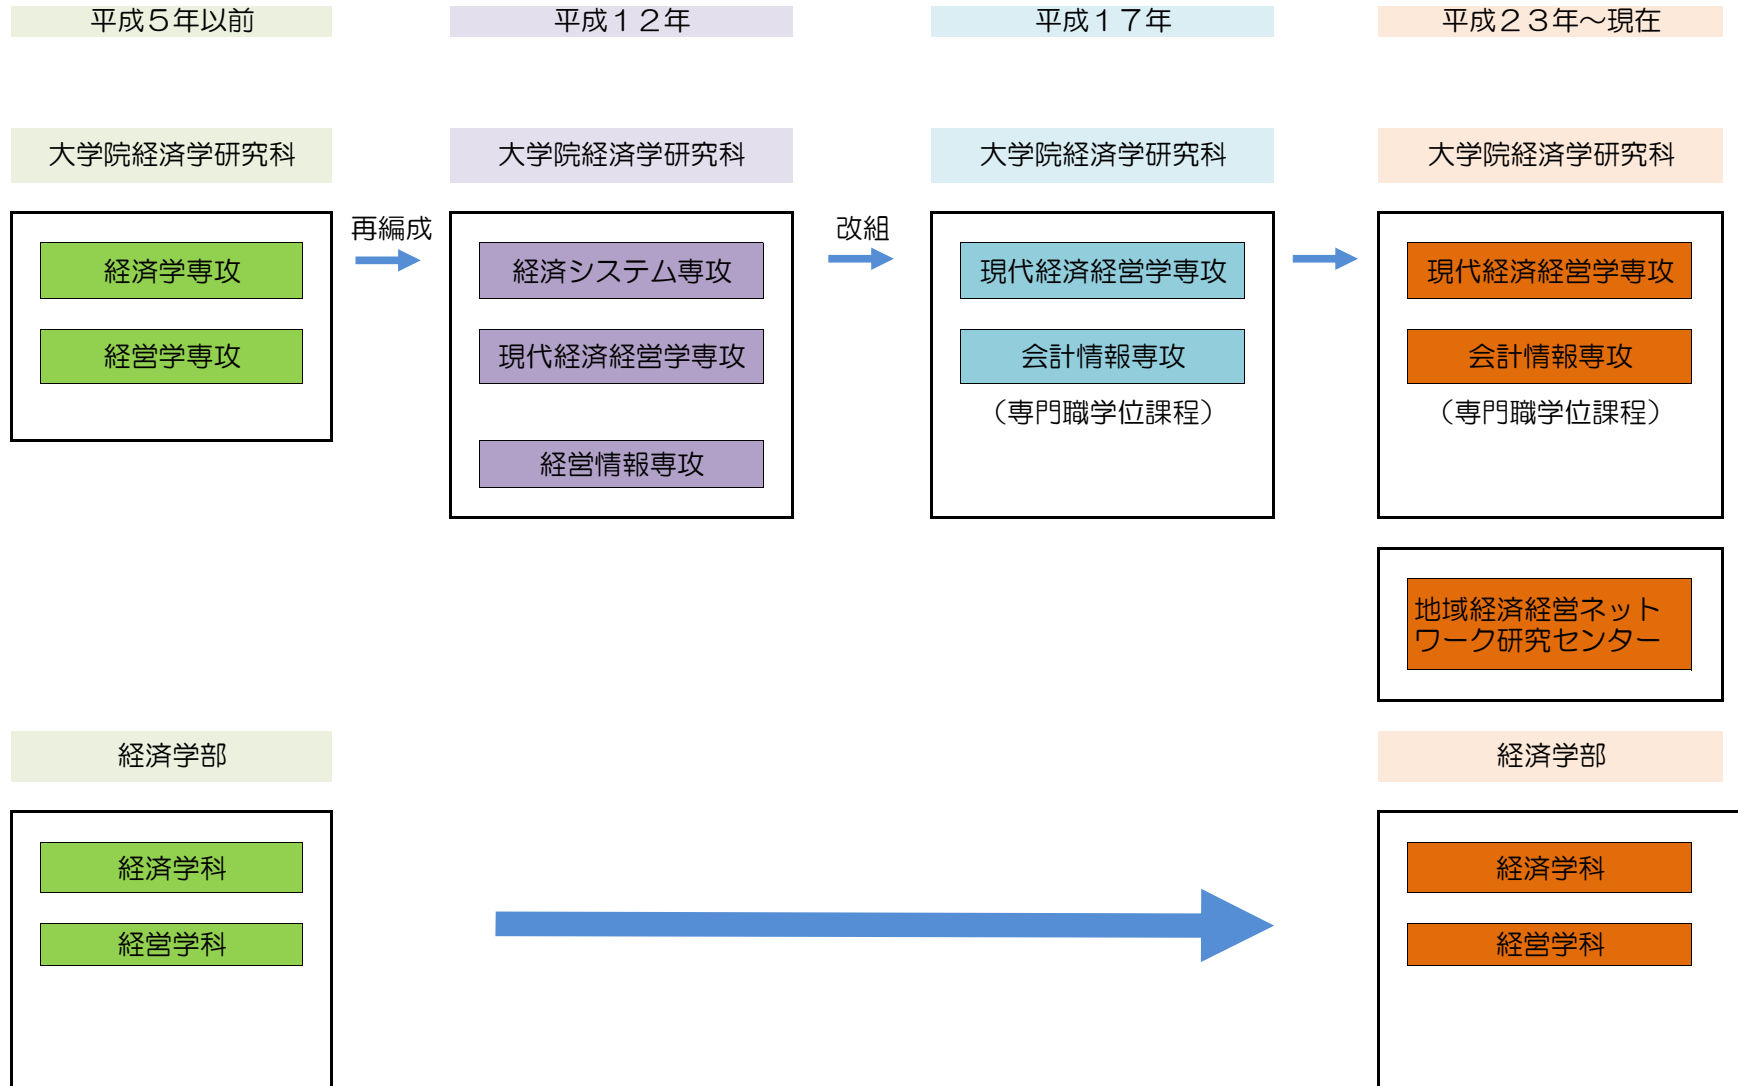 平成５年以前
平成１２年
平成１７年
平成２３年～現在
大学院経済学研究科
大学院経済学研究科
大学院経済学研究科
大学院経済学研究科
経済学専攻
経営学専攻
再編成
経済システム専攻
現代経済経営学専攻
経営情報専攻
改組
現代経済経営学専攻
会計情報専攻
（専門職学位課程）
現代経済経営学専攻
会計情報専攻
（専門職学位課程）
地域経済経営ネット
ワーク研究センター
経済学部
経済学部
経済学科
経営学科
経済学科
経営学科